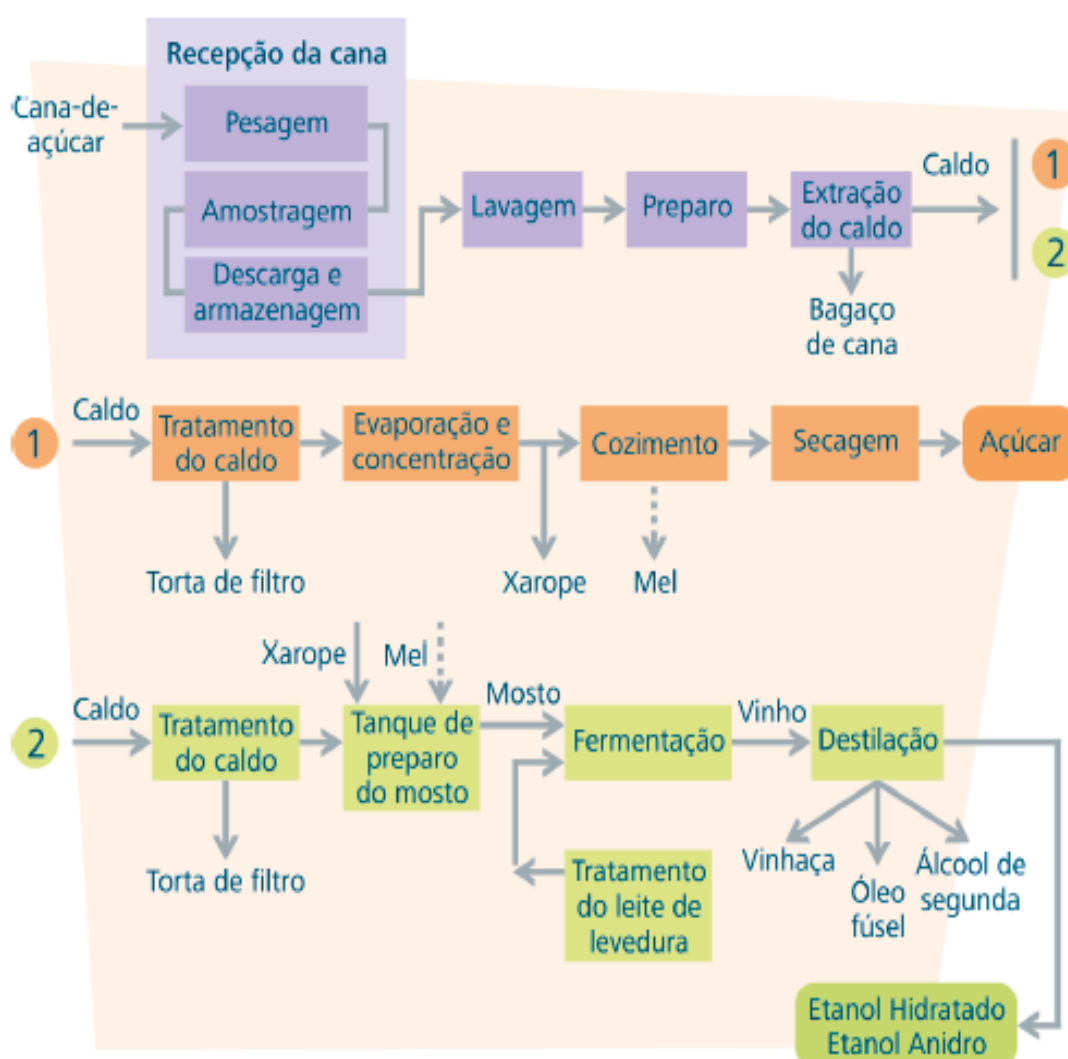 Recepção da cana
Cana-de-
açúcar
Pesagem
Amostragem
Descarga e
armazenagem
Lavagem
Preparo
Extração
do caldo
Caldo
1
2
Bagaço
de cana
1
Caldo
Tratamento
do caldo
Evaporação e
concentração
Cozimento
Secagem
Açúcar
Torta de filtro
Xarope
Mel
Xarope
Mel
2
Caldo
Tratamento
do caldo
Tanque de
preparo
do mosto
Mosto
Fermentação
Vinho
Destilação
Torta de filtro
Tratamento
do leite de
levedura
Vinhaça
Óleo
fúsel
Álcool de
segunda
Etanol Hidratado
Etanol Anidro